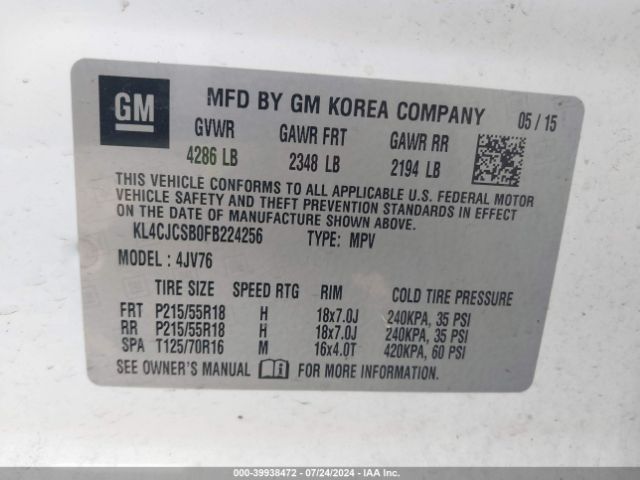 GM
MFD BY GM KOREA COMPANY
05 / 15
GVWR GAWR FRT GAWR RR
4286 LB 2348 LB 2194 LB
THIS VEHICLE CONFORMS TO ALL APPLICABLE U.S. FEDERAL MOTOR
VEHICLE SAFETY AND THEFT PREVENTION STANDARDS IN EFFECT
ON THE DATE OF MANUFACTURE SHOWN ABOVE.
KL4CJCSB0FB224256 TYPE: MPV
MODEL : 4JV76
TIRE SIZE SPEED RTG RIM COLD TIRE PRESSURE
FRT P215/55R18 H 18x7.0J 240KPA, 35 PSI
RR P215/55R18 H 18x7.0J 240KPA, 35 PSI
SPA T125/70R16 M 16x4.0T 420KPA, 60 PSI
SEE OWNER'S MANUAL FOR MORE INFORMATION.
000-39938472 - 07/24/2024 - IAA Inc.